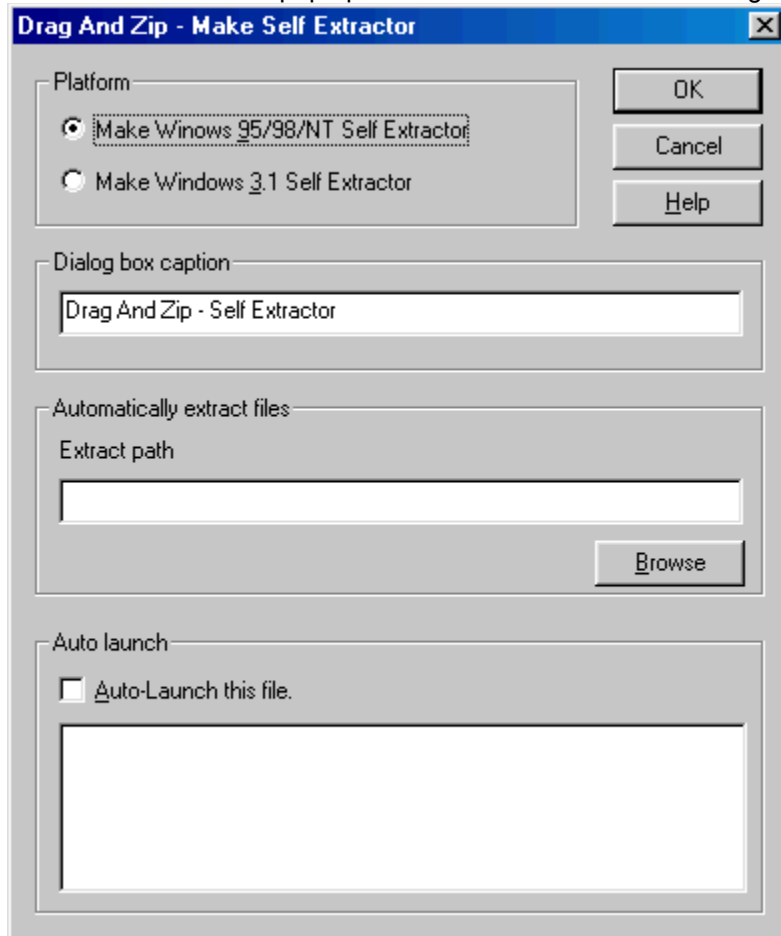 Drag And Zip - Make Self Extractor
Platform
Make Winows 95/98/NT Self Extractor
Make Windows 3.1 Self Extractor
OK
Cancel
Help
Dialog box caption
Drag And Zip - Self Extractor
Automatically extract files
Extract path
Browse
Auto launch
Auto-Launch this file.